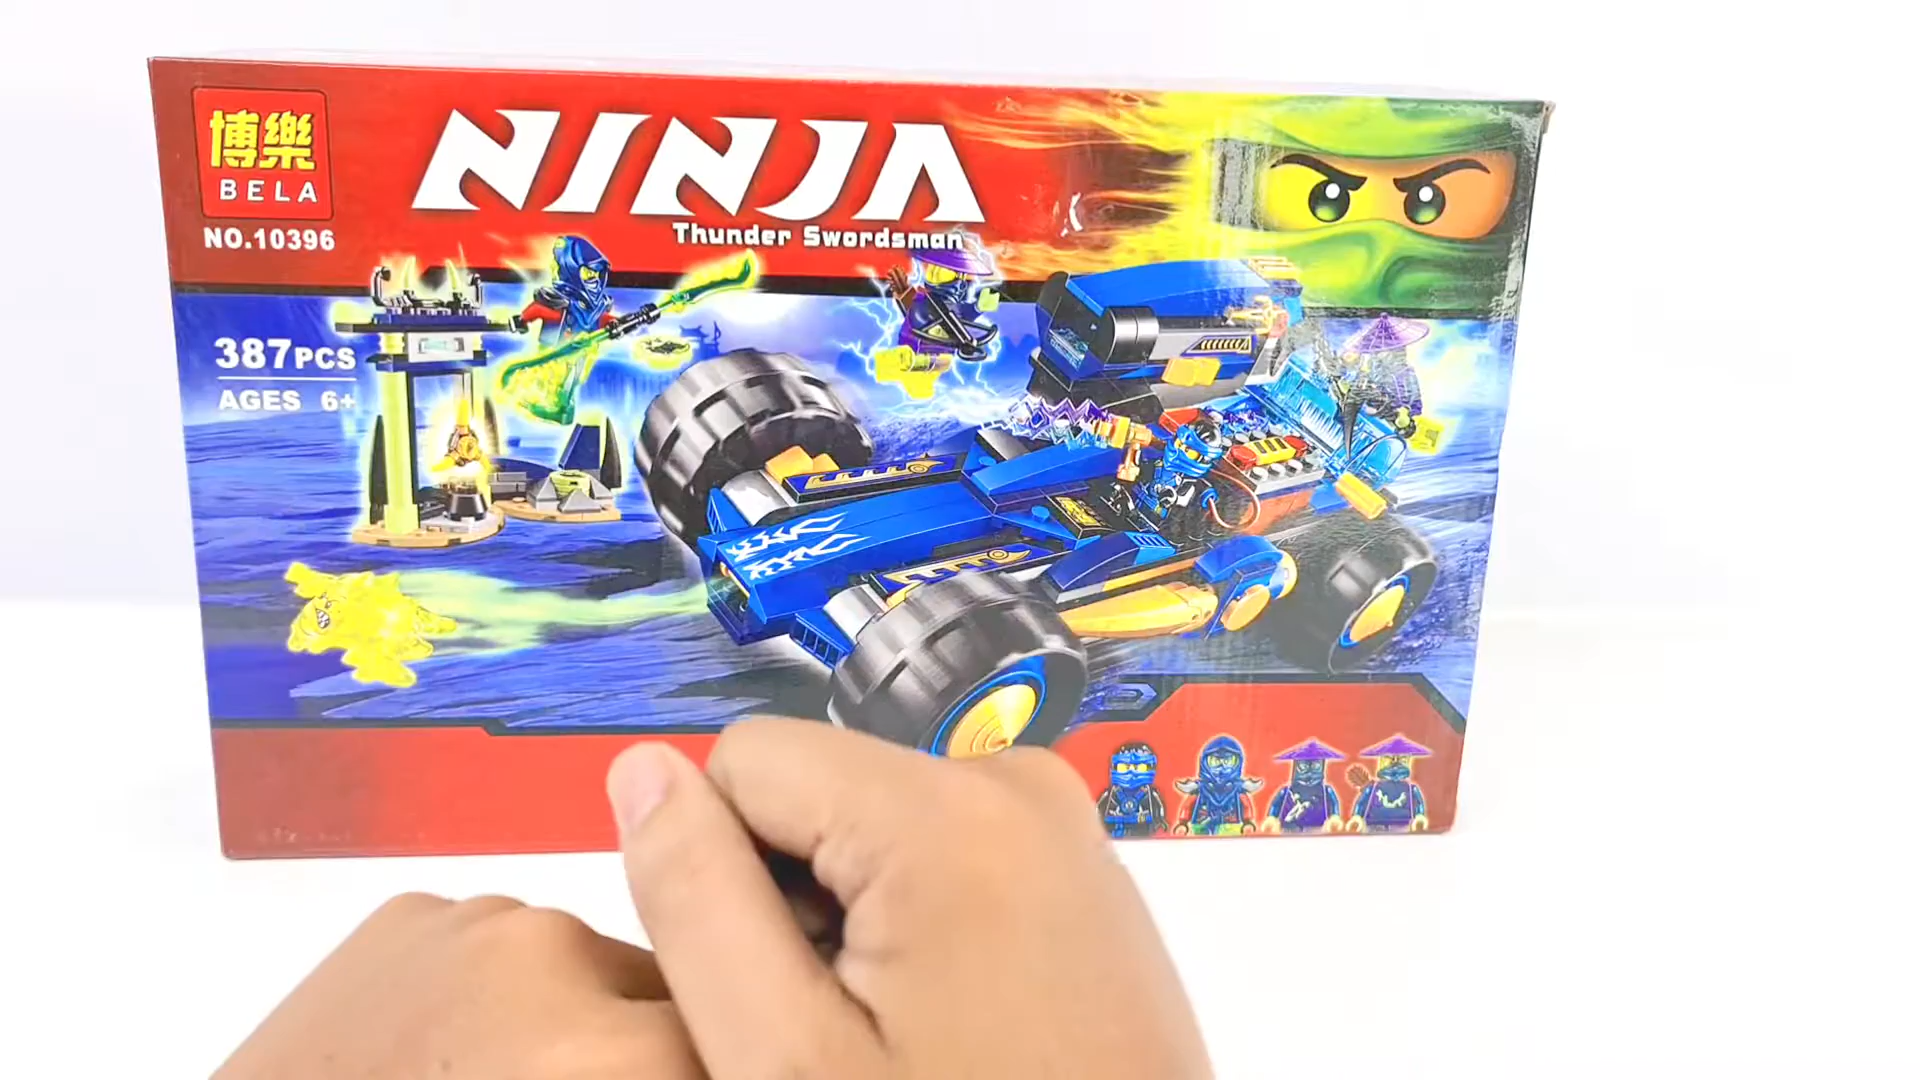 博樂
BELA
NO.10396
NINJA
Thunder Swordsman
387PCS
AGES 6+